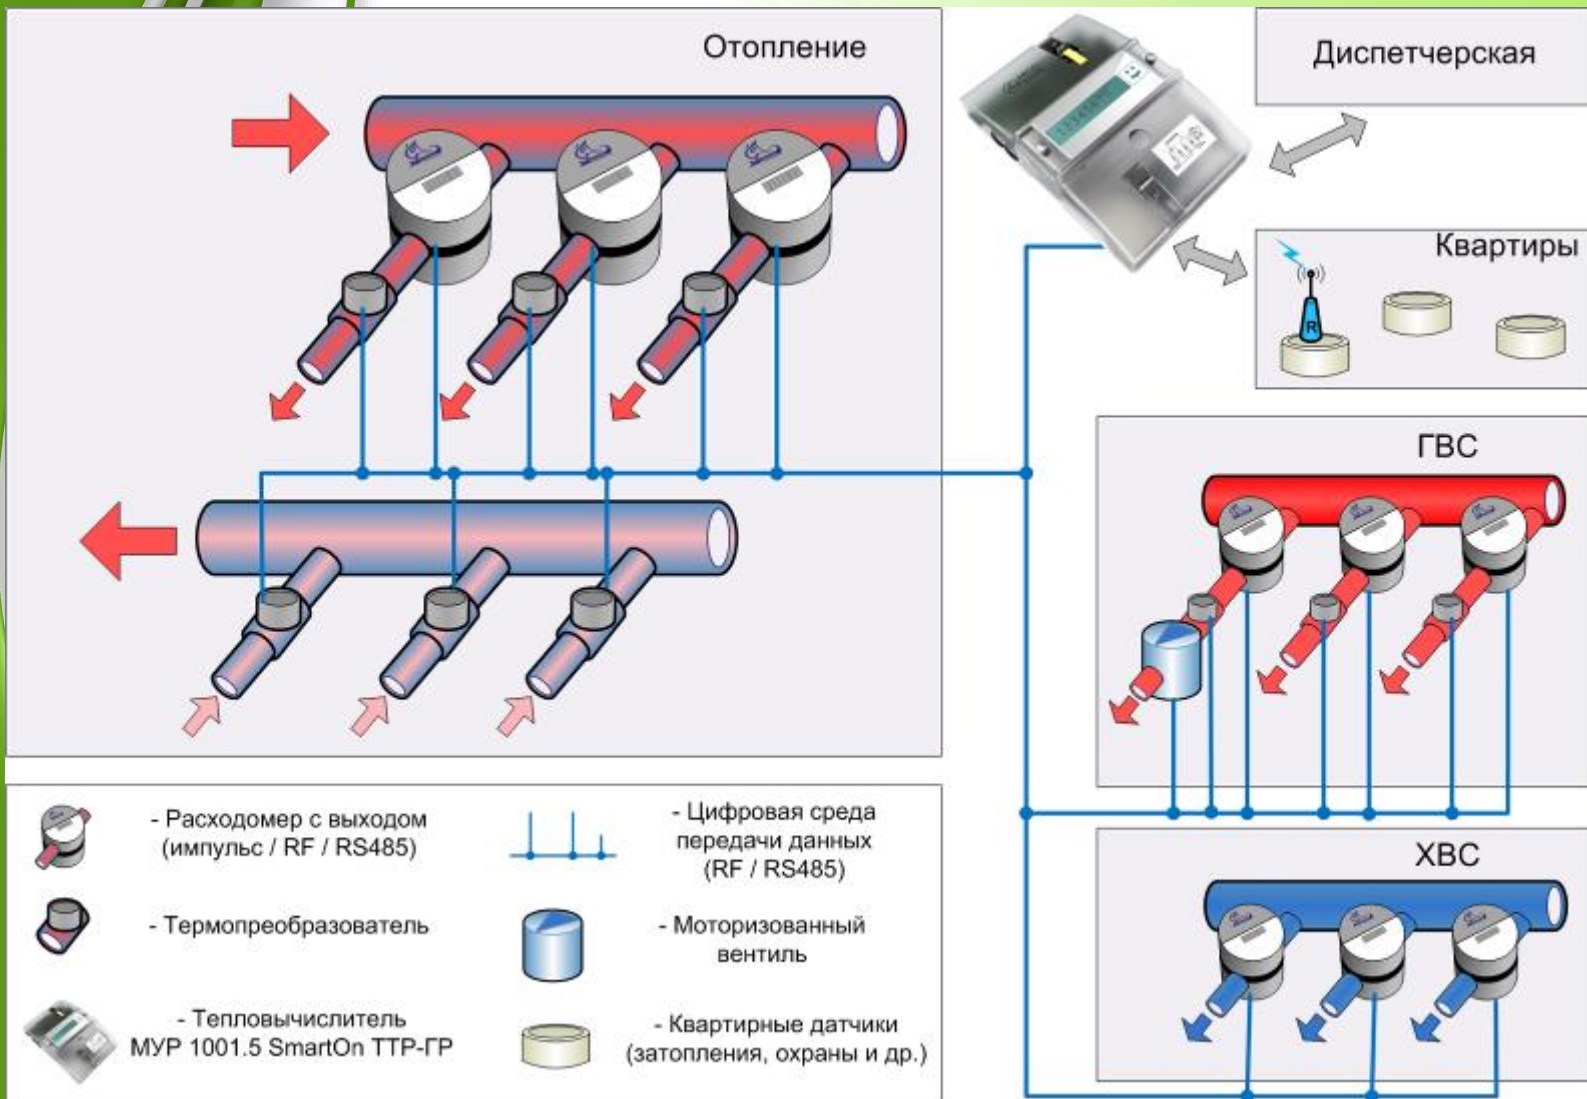 Отопление
Диспетчерская
Квартиры
R
ГВС
ХВС
- Расходомер с выходом
(импульс / RF / RS485)
- Термопреобразователь
- Тепловычислитель
МУР 1001.5 SmartOn ТТР-ГР
- Цифровая среда
передачи данных
(RF / RS485)
- Моторизованный
вентиль
- Квартирные датчики
(затопления, охраны и др.)